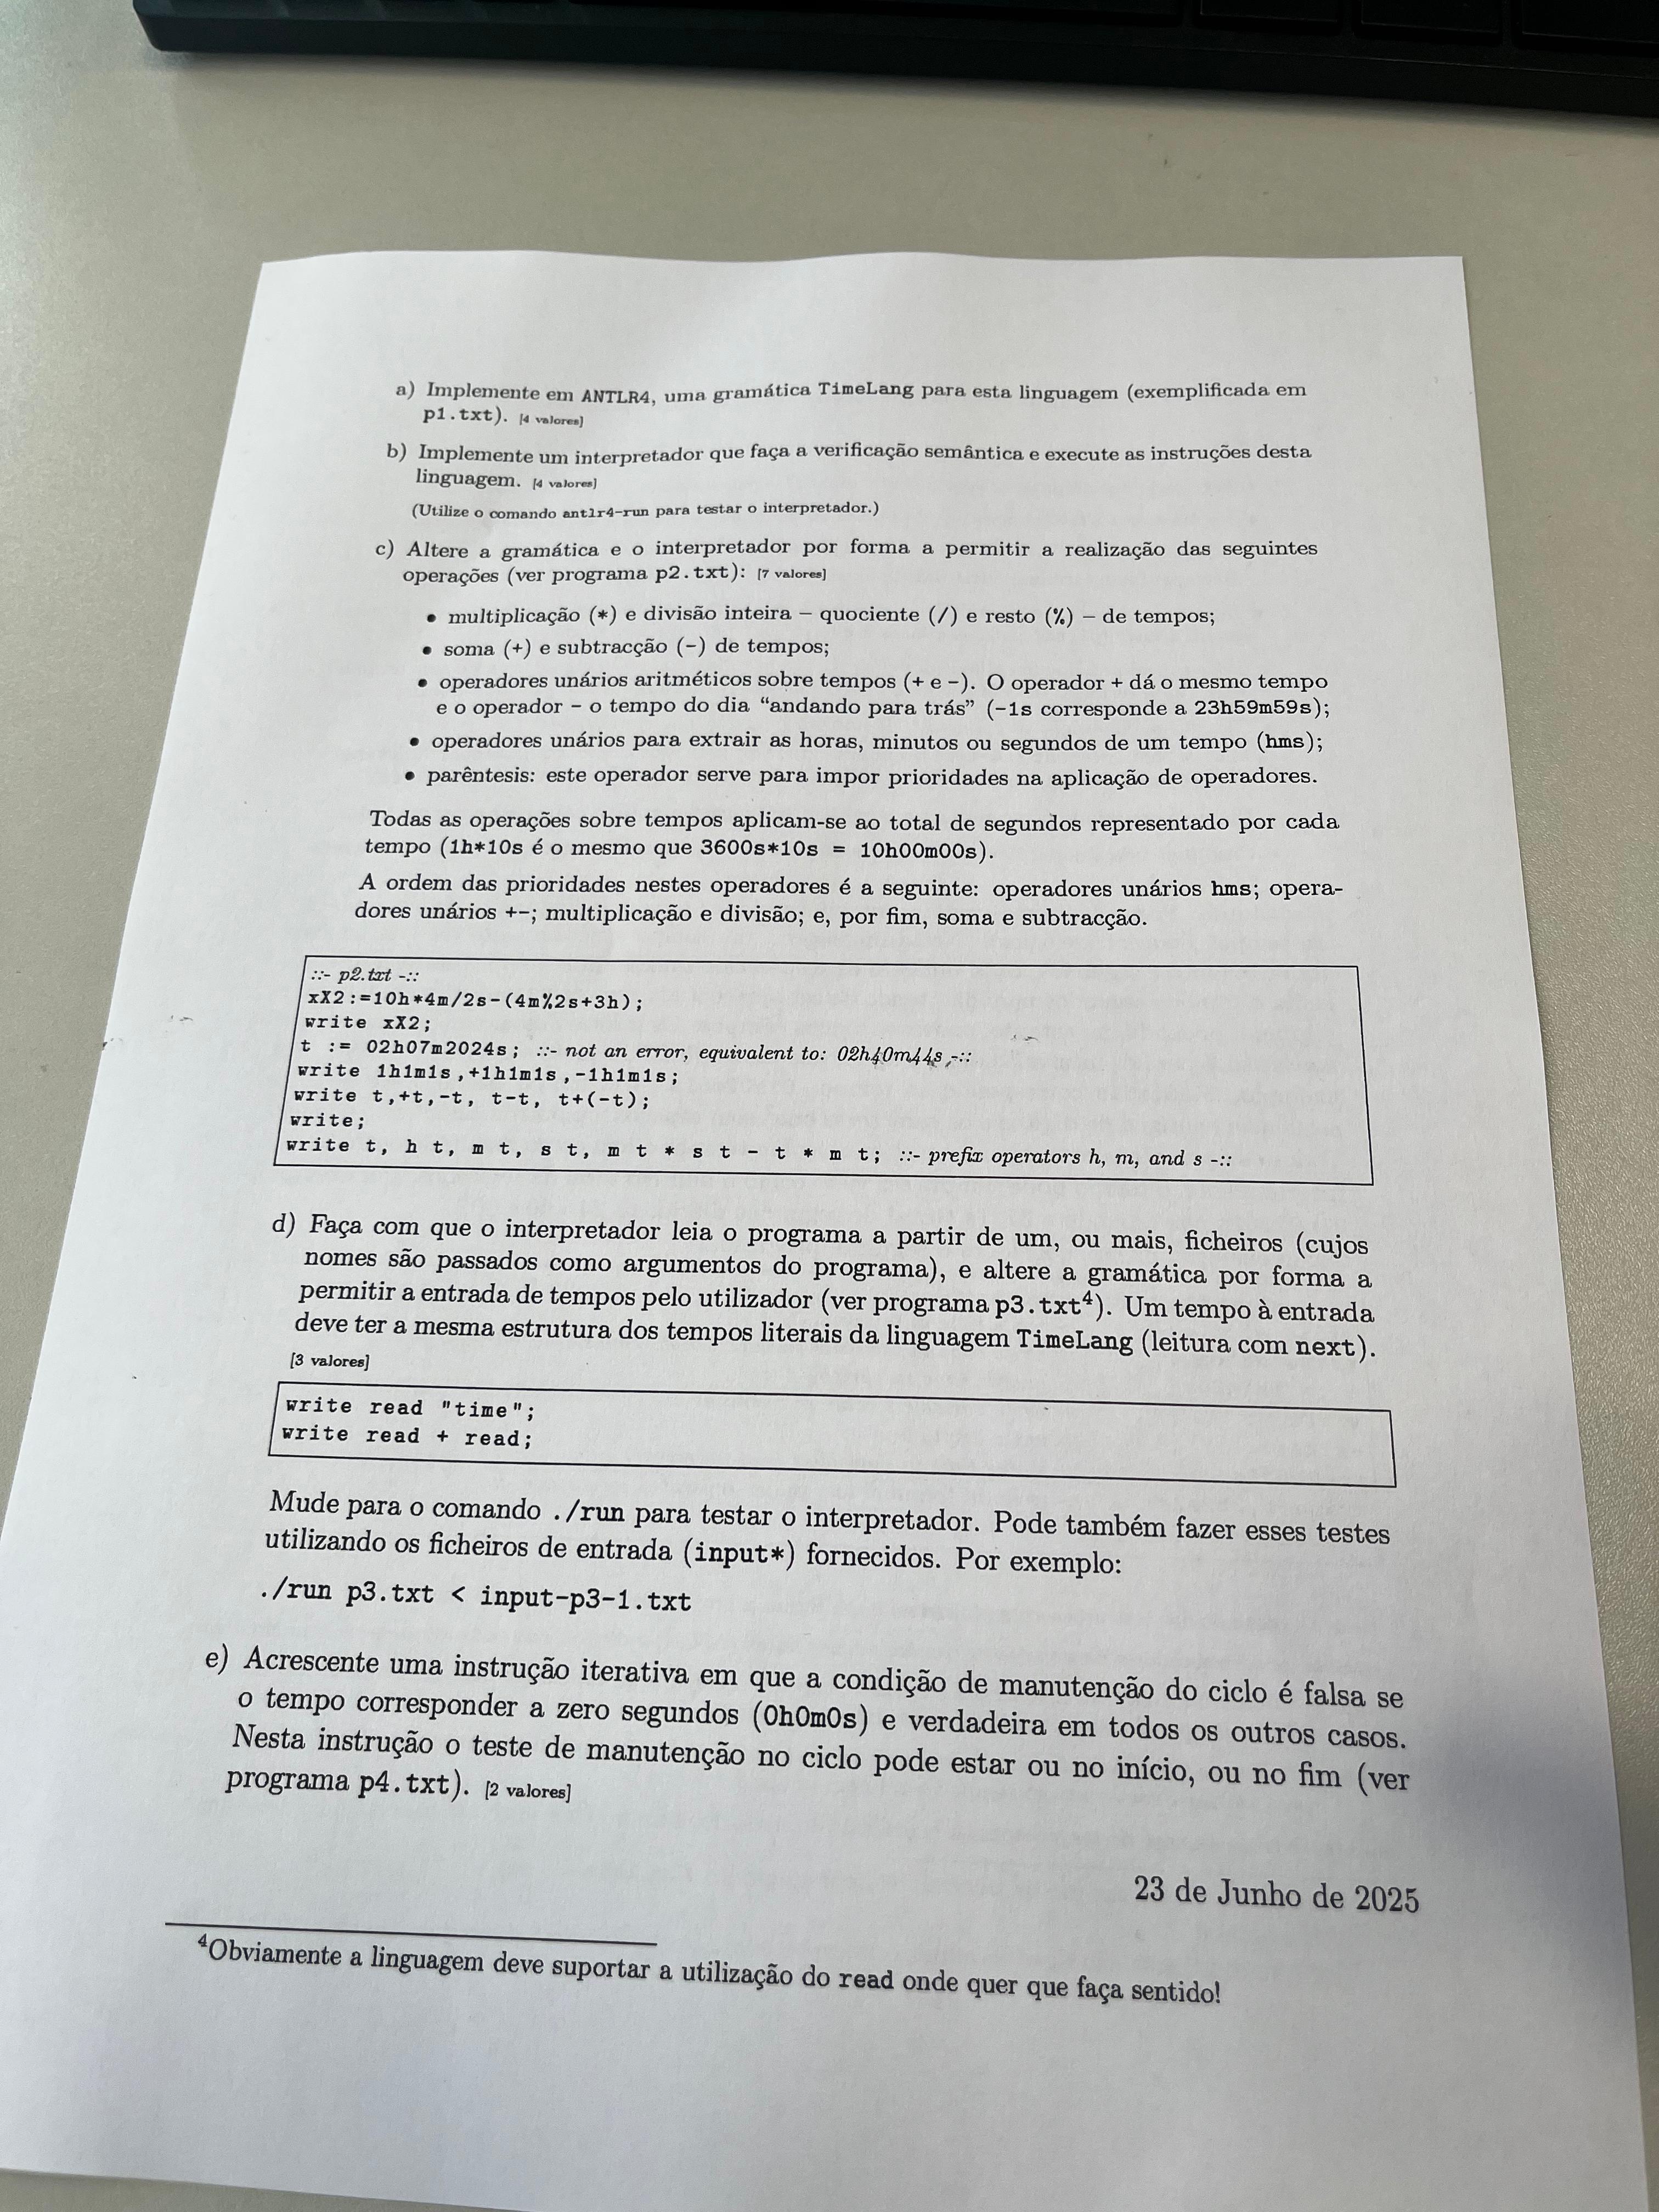 a) Implemente em ANTLR4, uma gramática TimeLang para esta linguagem (exemplificada em
p1.txt). [4 valores]
b) Implemente um interpretador que faça a verificação semântica e execute as instruções desta
linguagem. [4 valores]
(Utilize o comando antlr4-run para testar o interpretador.)
c) Altere a gramática e o interpretador por forma a permitir a realização das seguintes
operações (ver programa p2.txt): [7 valores]
• multiplicação (*) e divisão inteira – quociente (/) e resto (%) – de tempos;
• soma (+) e subtracção (-) de tempos;
• operadores unários aritméticos sobre tempos (+ e -). O operador + dá o mesmo tempo
e o operador - o tempo do dia “andando para trás” (-1s corresponde a 23h59m59s);
• operadores unários para extrair as horas, minutos ou segundos de um tempo (hms);
• parêntesis: este operador serve para impor prioridades na aplicação de operadores.
Todas as operações sobre tempos aplicam-se ao total de segundos representado por cada
tempo (1h*10s é o mesmo que 3600s*10s = 10h00m00s).
A ordem das prioridades nestes operadores é a seguinte: operadores unários hms; opera-
dores unários +-; multiplicação e divisão; e, por fim, soma e subtracção.
::- p2.txt -::
xX2:=10h*4m/2s-(4m%2s+3h);
write xX2;
t := 02h07m2024s; ::- not an error, equivalent to: 02h40m44s -::
write 1h1m1s,+1h1m1s,-1h1m1s;
write t,+t,-t, t-t, t+(-t);
write;
write t, h t, m t, s t, m t * s t - t * m t; ::- prefix operators h, m, and s -::
d) Faça com que o interpretador leia o programa a partir de um, ou mais, ficheiros (cujos
nomes são passados como argumentos do programa), e altere a gramática por forma a
permitir a entrada de tempos pelo utilizador (ver programa p3.txt⁴). Um tempo à entrada
deve ter a mesma estrutura dos tempos literais da linguagem TimeLang (leitura com next).
[3 valores]
write read "time";
write read + read;
Mude para o comando ./run para testar o interpretador. Pode também fazer esses testes
utilizando os ficheiros de entrada (input*) fornecidos. Por exemplo:
./run p3.txt < input-p3-1.txt
e) Acrescente uma instrução iterativa em que a condição de manutenção do ciclo é falsa se
o tempo corresponder a zero segundos (0h0m0s) e verdadeira em todos os outros casos.
Nesta instrução o teste de manutenção no ciclo pode estar ou no início, ou no fim (ver
programa p4.txt). [2 valores]
23 de Junho de 2025
⁴Obviamente a linguagem deve suportar a utilização do read onde quer que faça sentido!